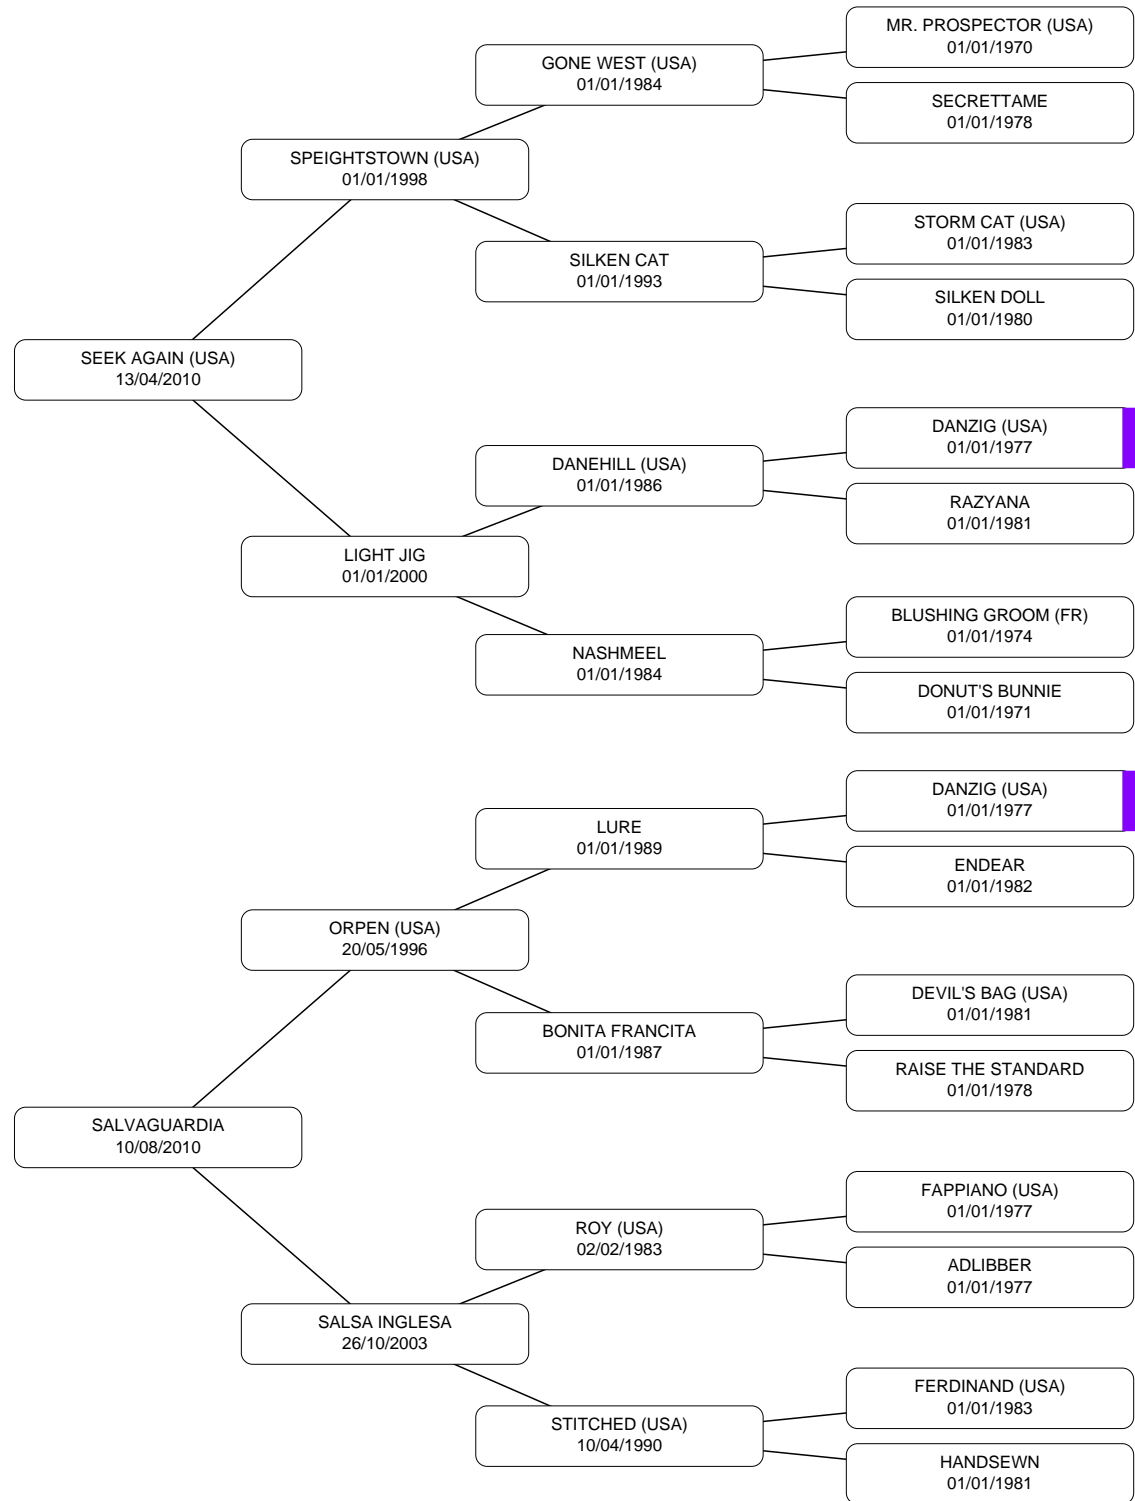 MR. PROSPECTOR (USA)
01/01/1970
GONE WEST (USA)
01/01/1984
SECRETTAME
01/01/1978
SPEIGHTSTOWN (USA)
01/01/1998
STORM CAT (USA)
01/01/1983
SILKEN CAT
01/01/1993
SILKEN DOLL
01/01/1980
SEEK AGAIN (USA)
13/04/2010
DANZIG (USA)
01/01/1977
DANEHILL (USA)
01/01/1986
RAZYANA
01/01/1981
LIGHT JIG
01/01/2000
BLUSHING GROOM (FR)
01/01/1974
NASHMEEL
01/01/1984
DONUT'S BUNNIE
01/01/1971
DANZIG (USA)
01/01/1977
LURE
01/01/1989
ENDEAR
01/01/1982
ORPEN (USA)
20/05/1996
DEVIL'S BAG (USA)
01/01/1981
BONITA FRANCITA
01/01/1987
RAISE THE STANDARD
01/01/1978
SALVAGUARDIA
10/08/2010
FAPPIANO (USA)
01/01/1977
ROY (USA)
02/02/1983
ADLIBBER
01/01/1977
SALSA INGLESA
26/10/2003
FERDINAND (USA)
01/01/1983
STITCHED (USA)
10/04/1990
HANDSEWN
01/01/1981